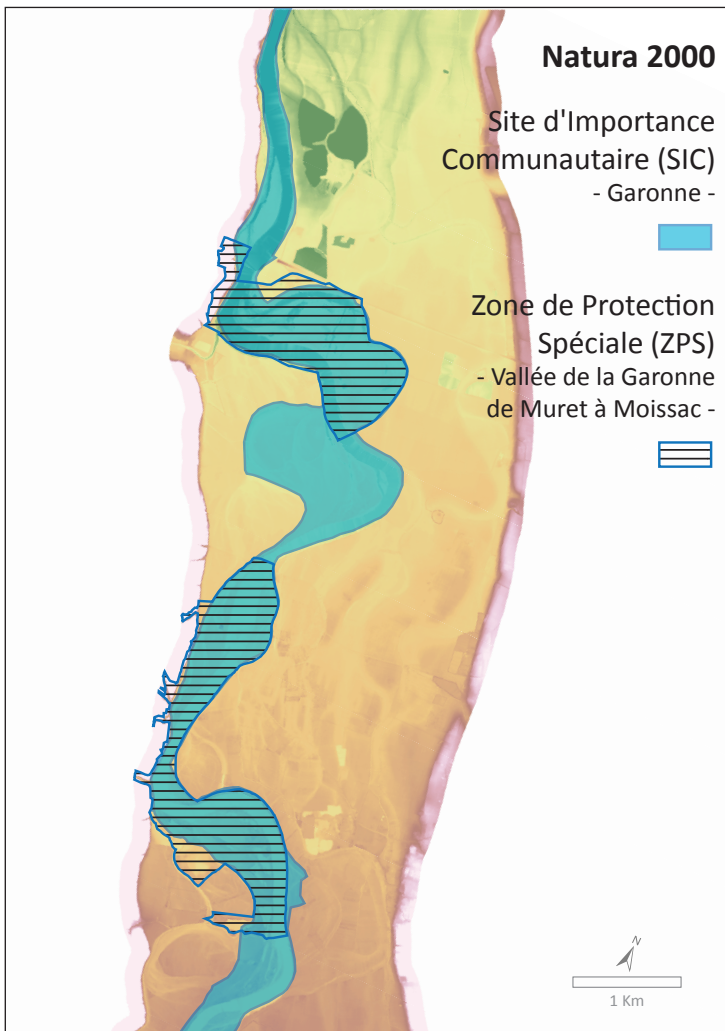 Natura 2000
Site d'Importance
Communautaire (SIC)
- Garonne -
Zone de Protection
Spéciale (ZPS)
- Vallée de la Garonne
de Muret à Moissac -
N
1 Km